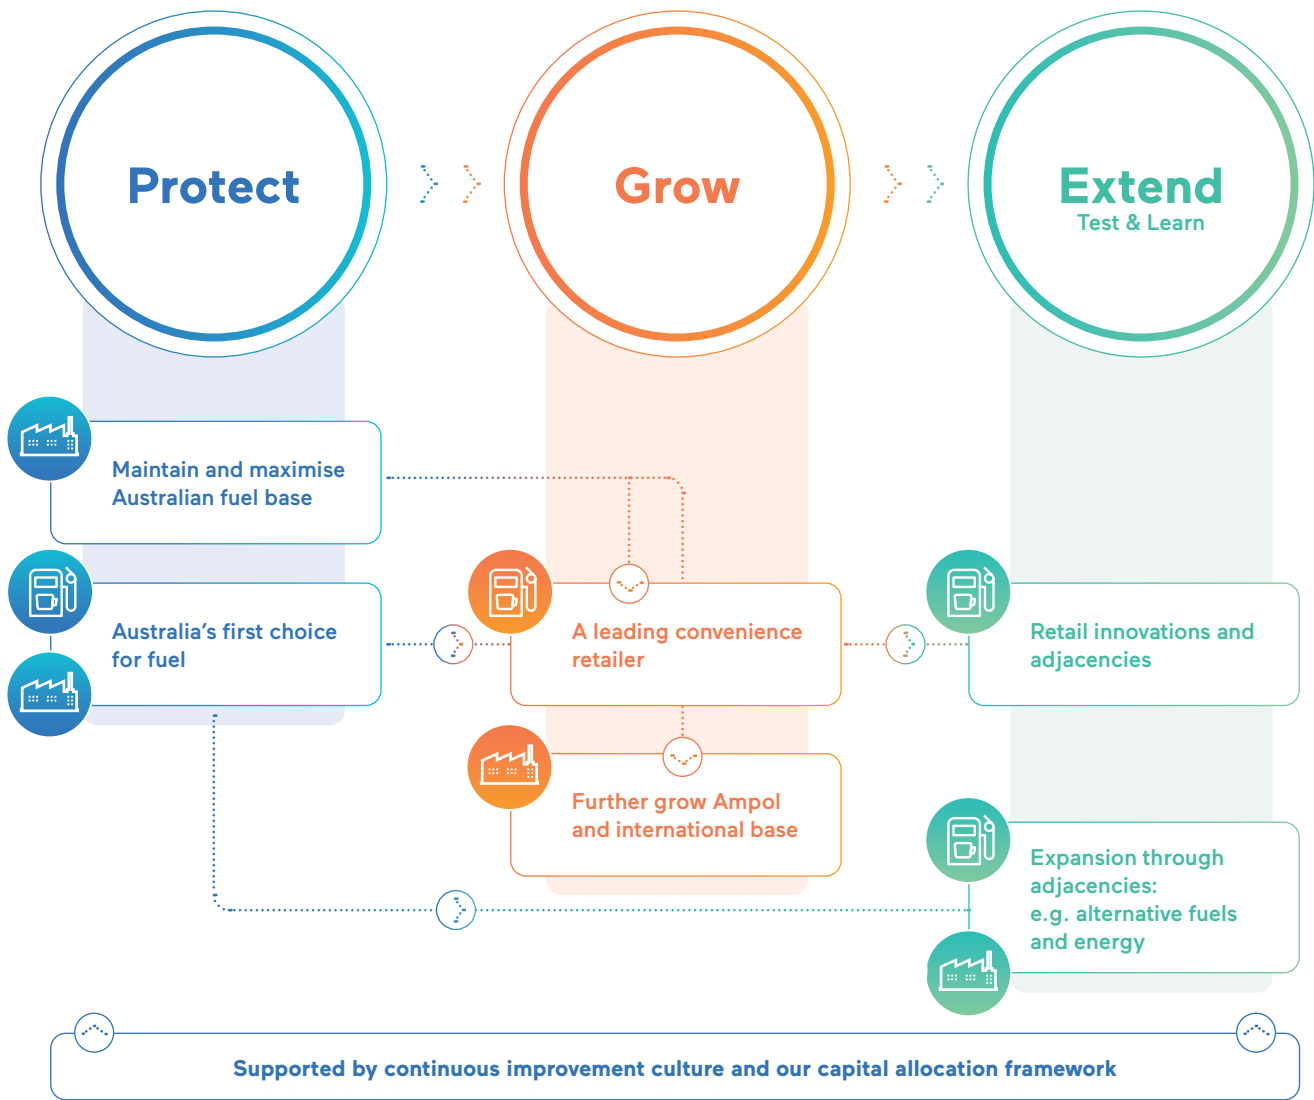 Protect
Grow
Extend
Test & Learn
Maintain and maximise
Australian fuel base
Australia’s first choice
for fuel
A leading convenience
retailer
Retail innovations and
adjacencies
Further grow Ampol
and international base
Expansion through
adjacencies:
e.g. alternative fuels
and energy
Supported by continuous improvement culture and our capital allocation framework